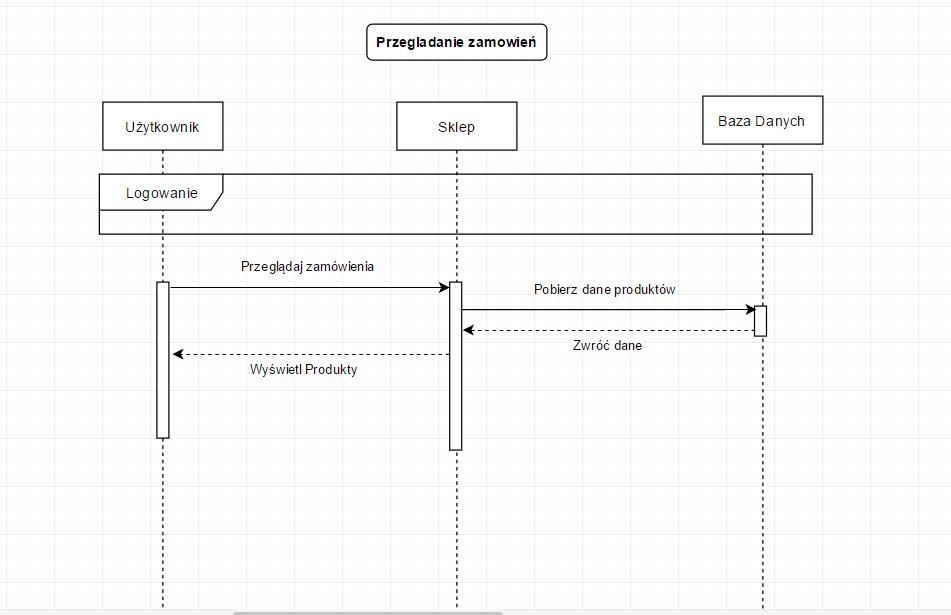 Przegladanie zamowień
Użytkownik
Sklep
Baza Danych
Logowanie
Przeglądaj zamówienia
Pobierz dane produktów
Zwróć dane
Wyświetl Produkty